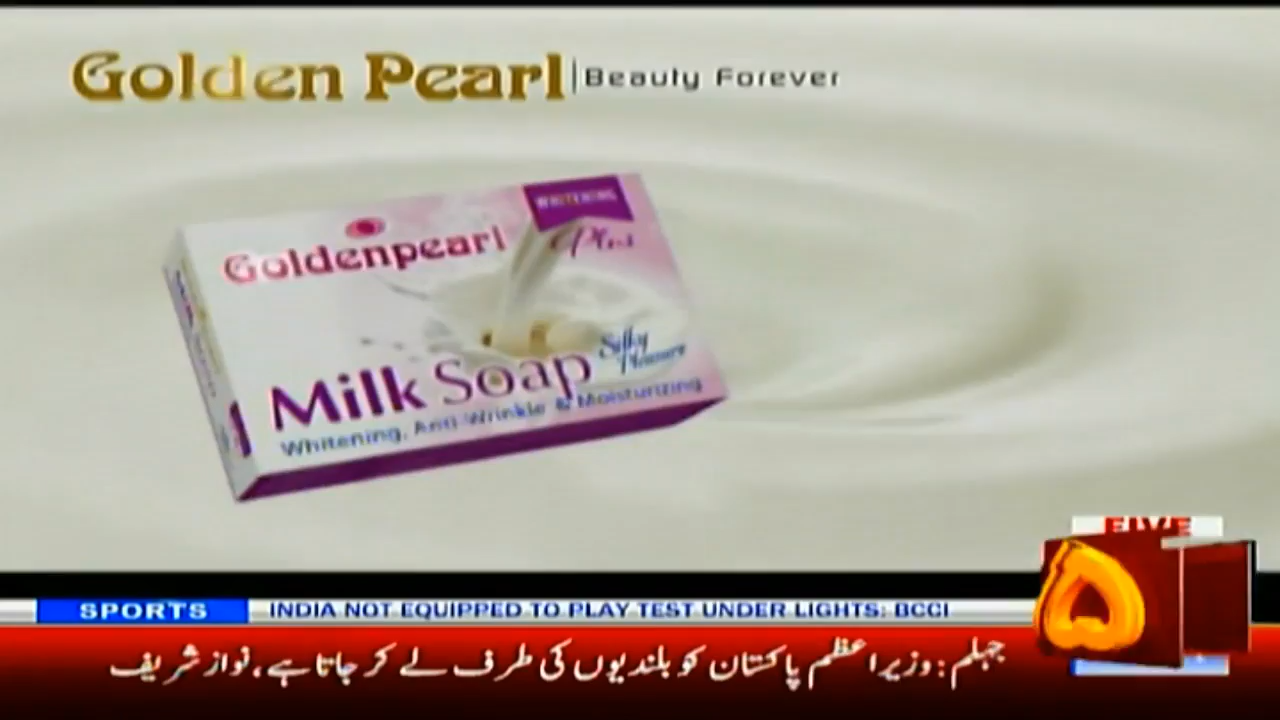 Golden Pearl | Beauty Forever
WHITENING
Plus
Goldenpearl
Silky Pleasure
Milk Soap
Whitening, Anti Wrinkle & Moisturizing
FIVE
۵
SPORTS INDIA NOT EQUIPPED TO PLAY TEST UNDER LIGHTS: BCCI
جہلم: وزیراعظم پاکستان کو بلندیوں کی طرف لے کر جاتا ہے، نواز شریف